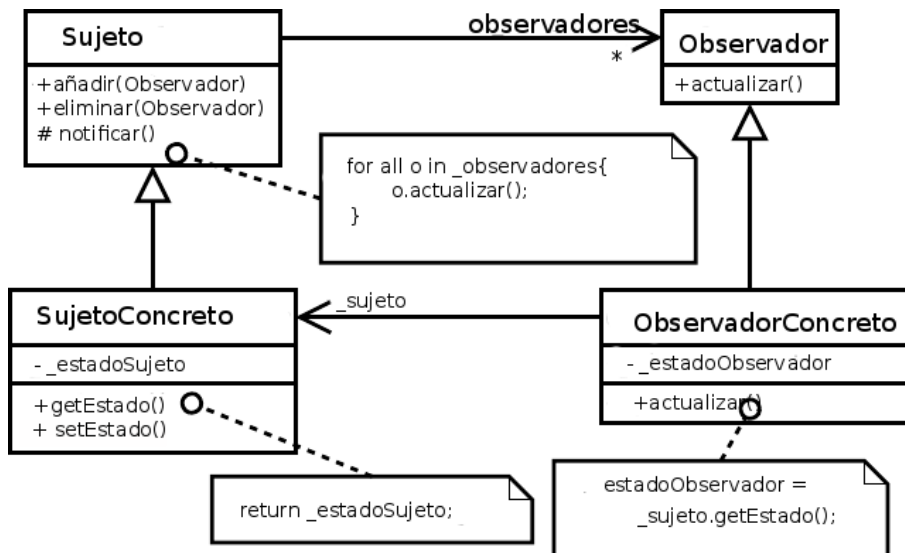 Sujeto
+añadir(Observador)
+eliminar(Observador)
# notificar()
observadores
*
Observador
+actualizar()
for all o in _observadores{
o.actualizar();
}
SujetoConcreto
- _estadoSujeto
+getEstado()
+ setEstado()
_sujeto
ObservadorConcreto
- _estadoObservador
+actualizar()
return _estadoSujeto;
estadoObservador =
_sujeto.getEstado();